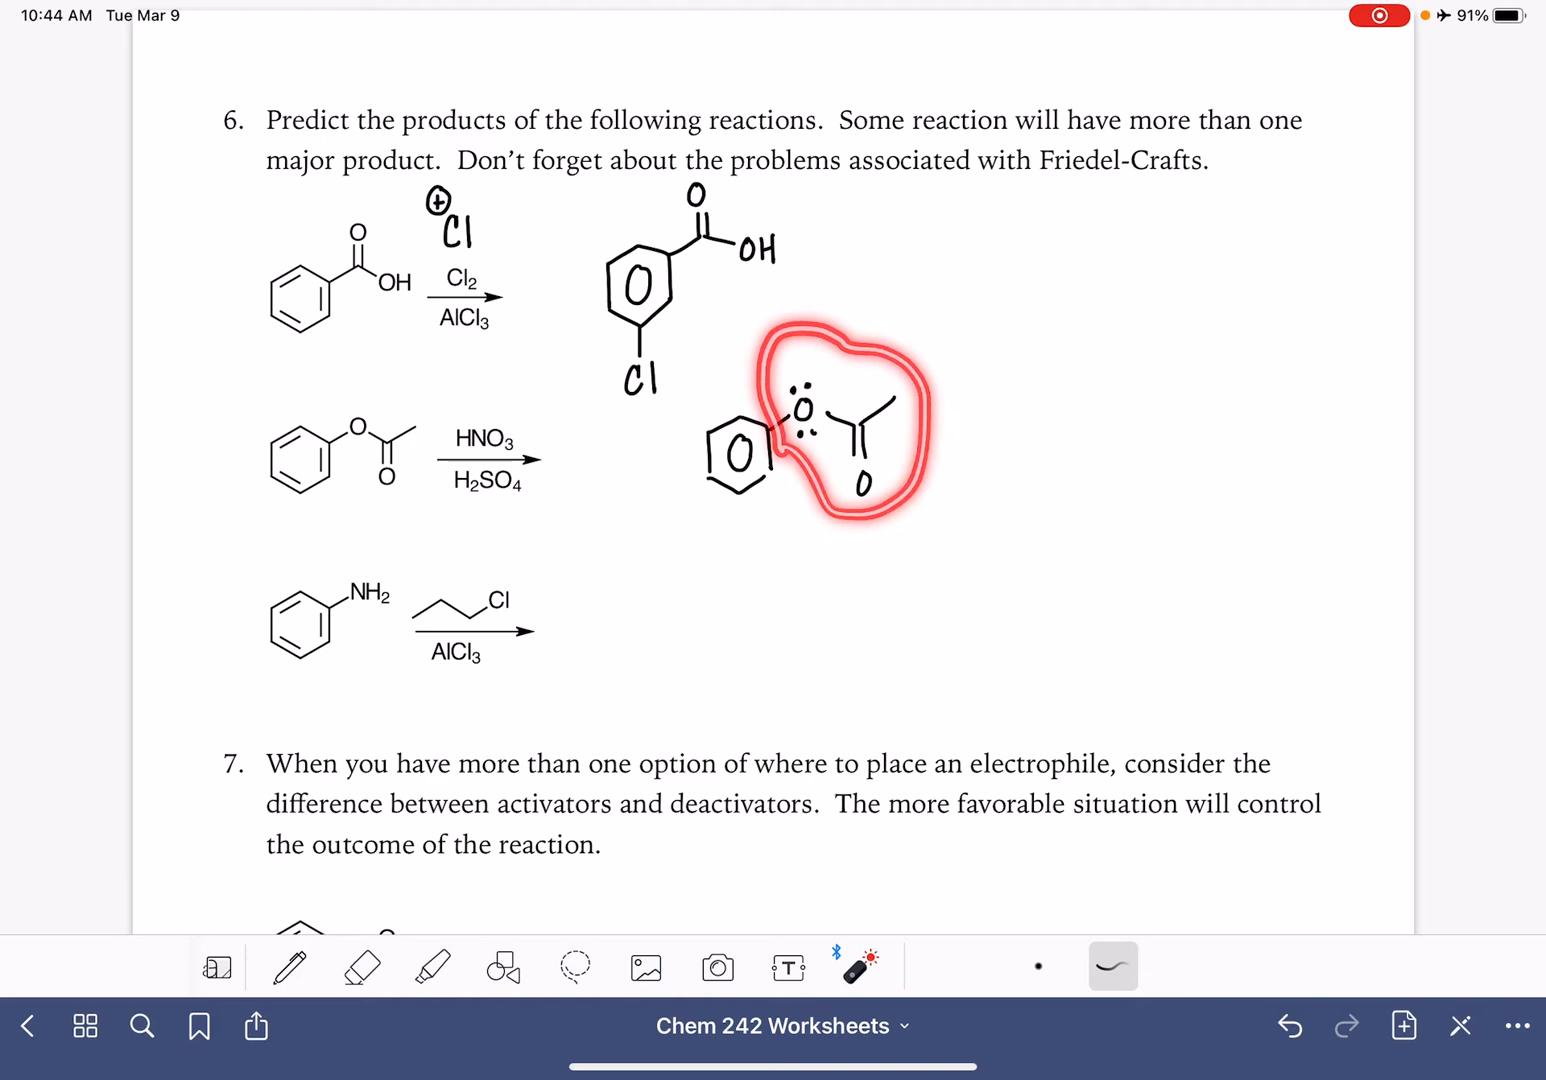 10:44 AM Tue Mar 9
91%
6. Predict the products of the following reactions. Some reaction will have more than one
major product. Don't forget about the problems associated with Friedel-Crafts.
⊕
Cl
O
OH
Cl₂
AlCl₃
O
OH
Cl
O
O
HNO₃
H₂SO₄
O
O
NH₂
Cl
AlCl₃
7. When you have more than one option of where to place an electrophile, consider the
difference between activators and deactivators. The more favorable situation will control
the outcome of the reaction.
a
T
Chem 242 Worksheets